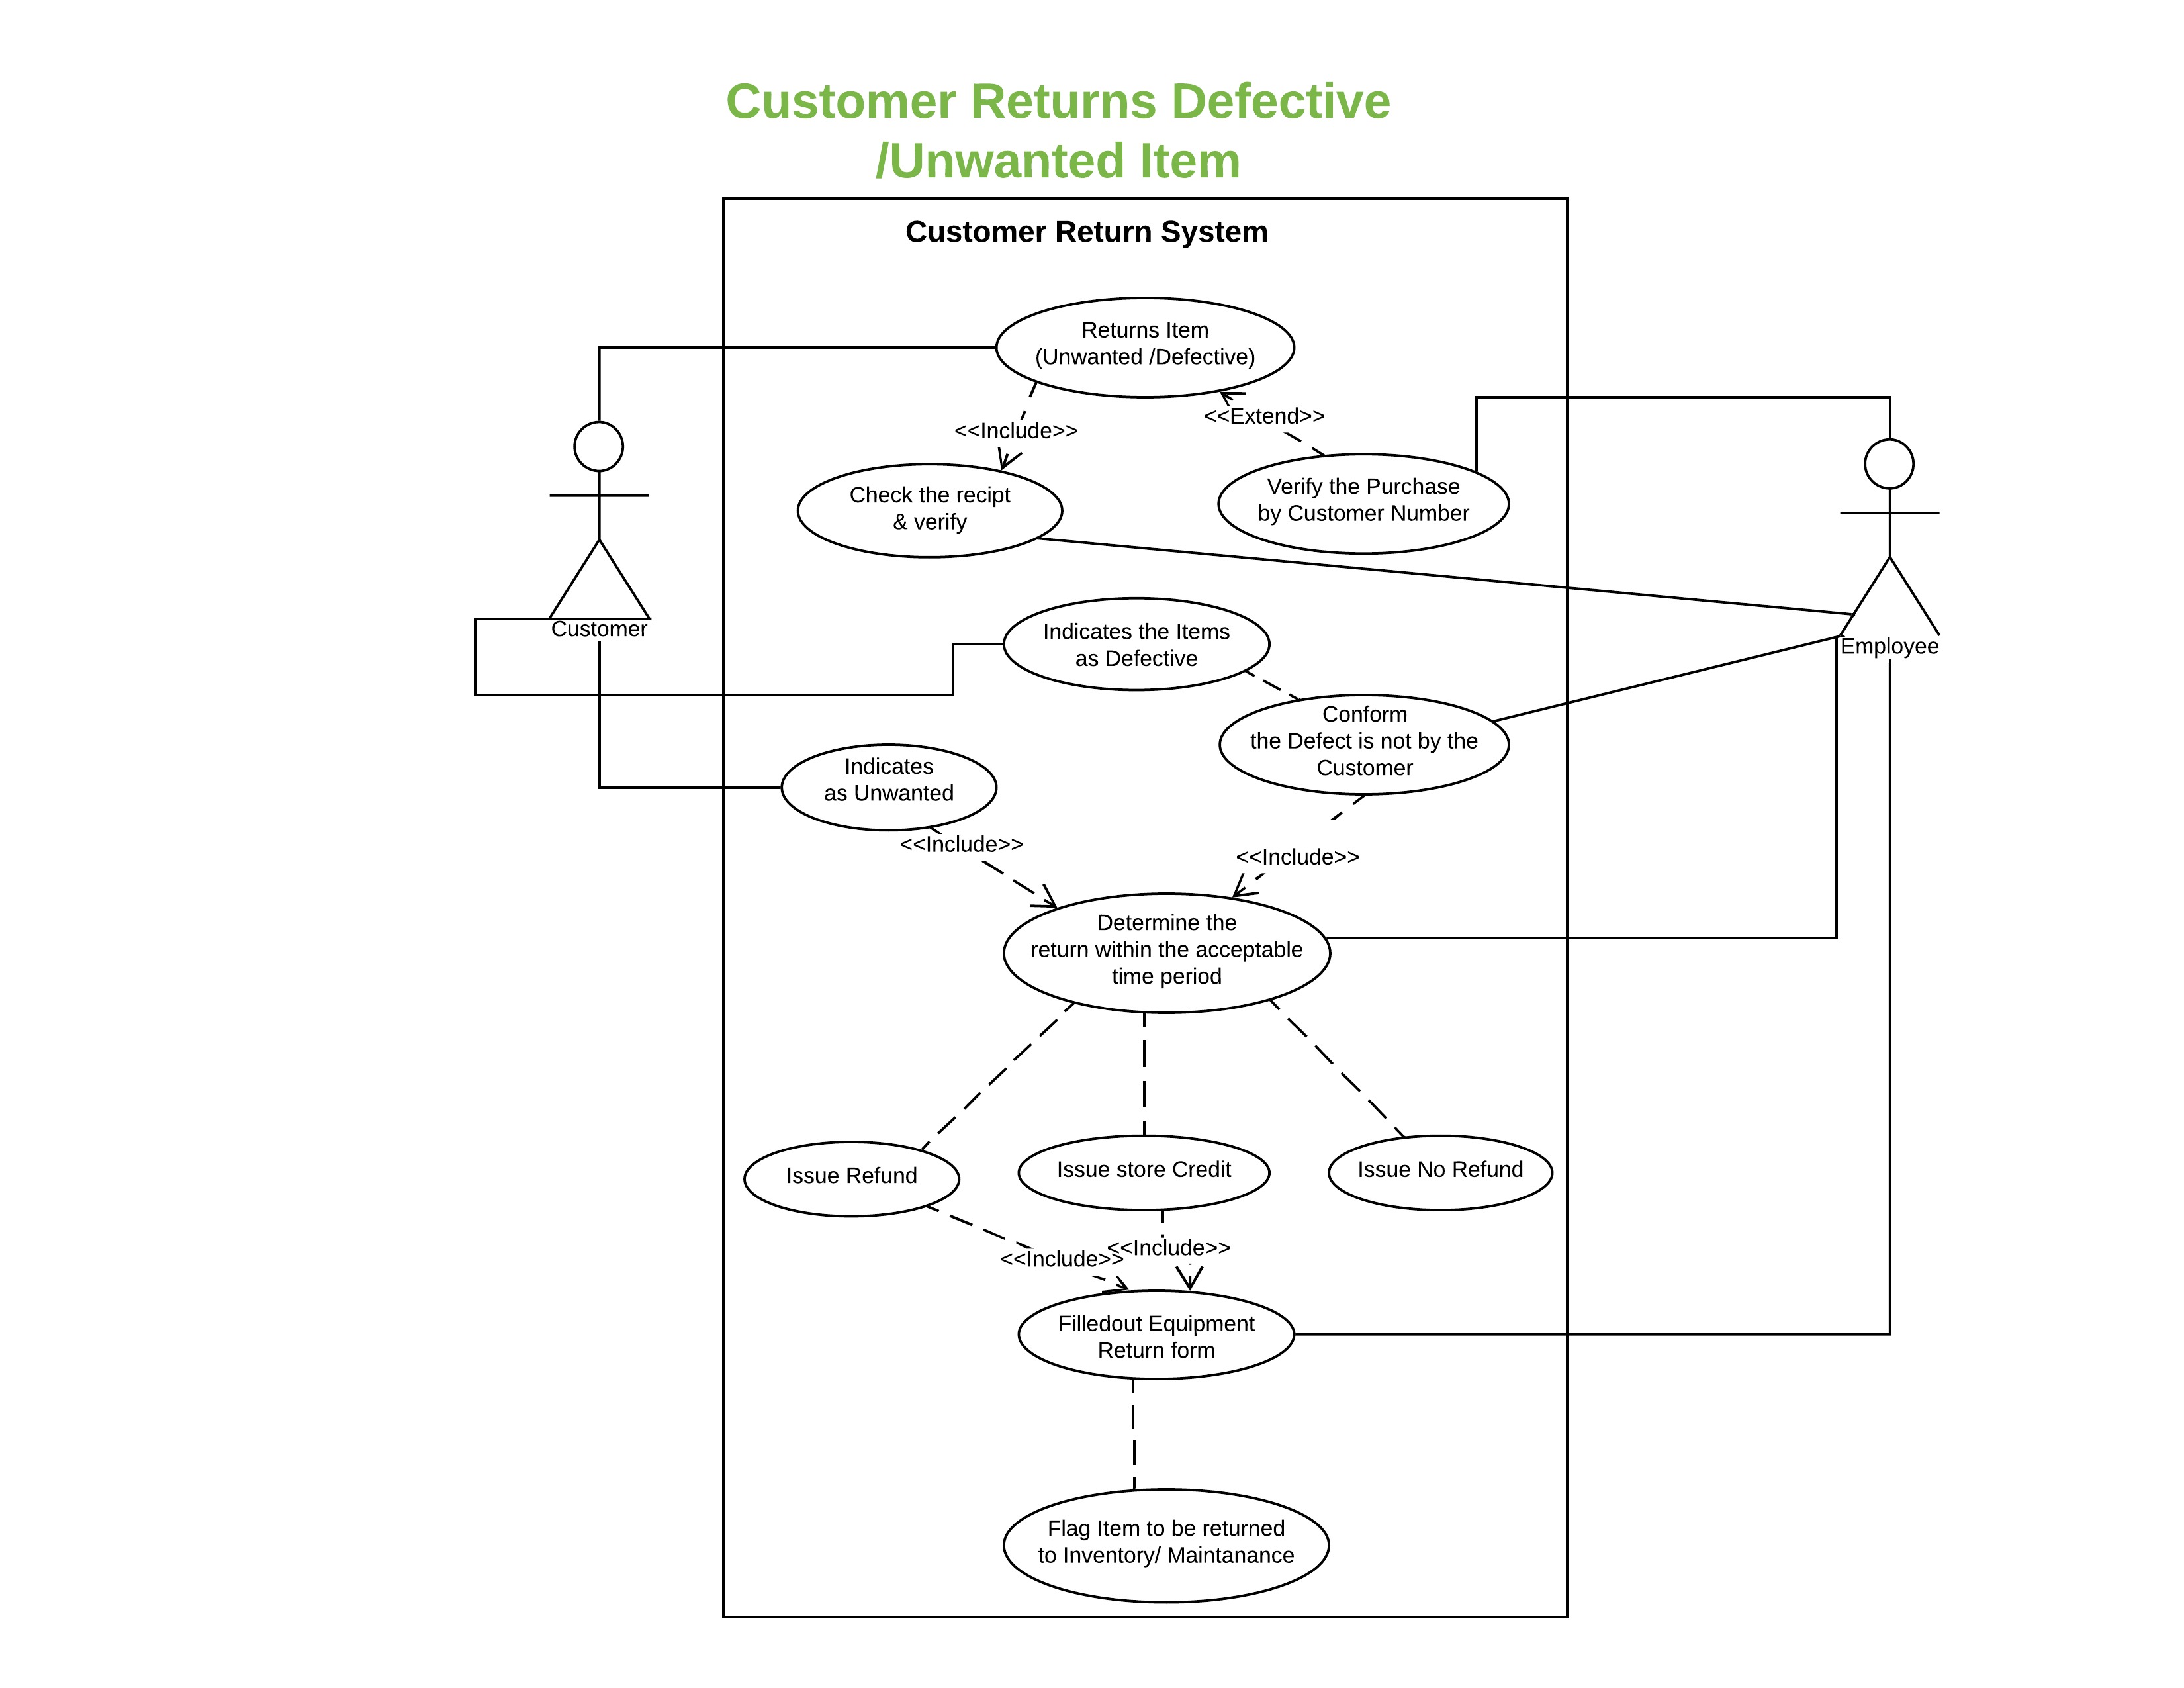 Customer Returns Defective
/Unwanted Item
Customer Return System
Returns Item
(Unwanted /Defective)
<<Extend>>
<<Include>>
Check the recipt
& verify
Verify the Purchase
by Customer Number
Customer
Employee
Indicates the Items
as Defective
Conform
the Defect is not by the
Customer
Indicates
as Unwanted
<<Include>>
<<Include>>
Determine the
return within the acceptable
time period
Issue Refund
Issue store Credit
Issue No Refund
<<Include>>
<<Include>>
Filledout Equipment
Return form
Flag Item to be returned
to Inventory/ Maintanance